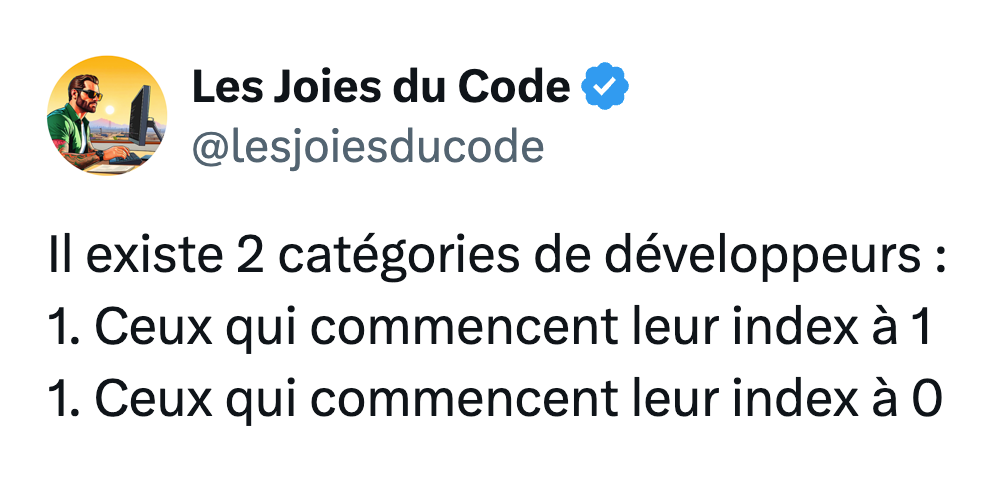 Les Joies du Code
@lesjoiesducode
Il existe 2 catégories de développeurs :
1. Ceux qui commencent leur index à 1
1. Ceux qui commencent leur index à 0